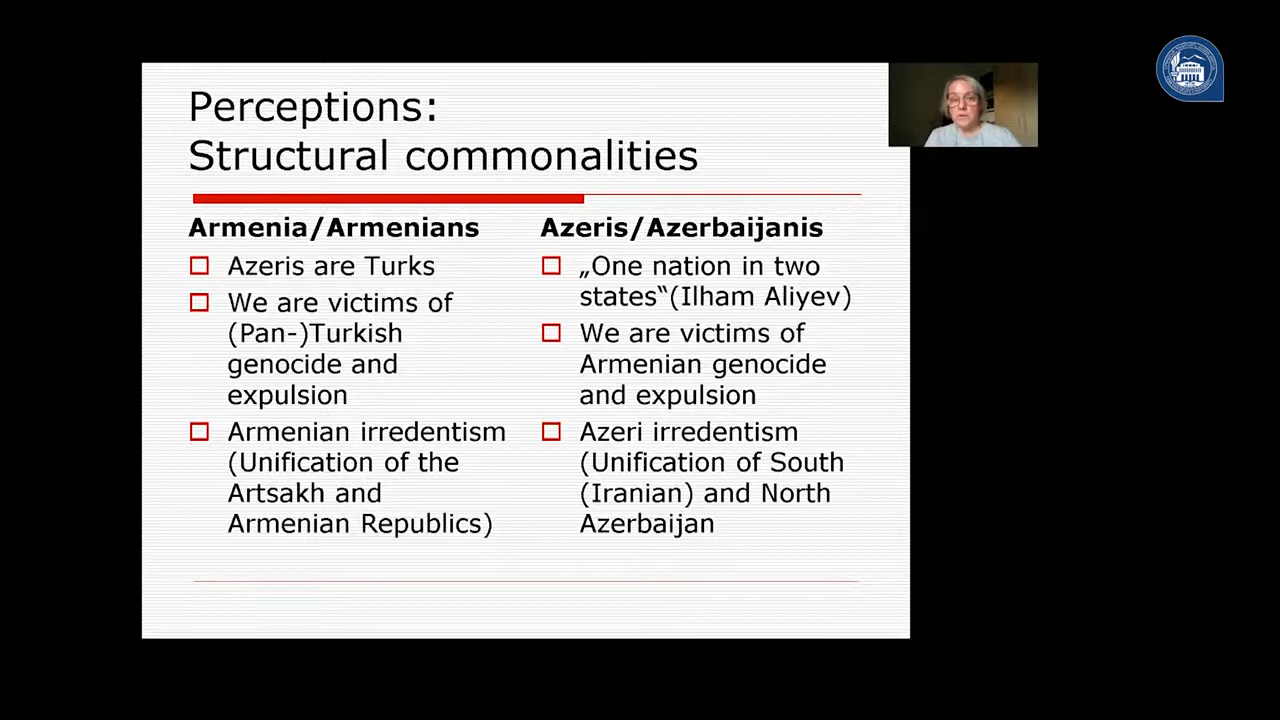 Perceptions:
Structural commonalities
Armenia/Armenians
Azeris are Turks
We are victims of
(Pan-)Turkish
genocide and
expulsion
Armenian irredentism
(Unification of the
Artsakh and
Armenian Republics)
Azeris/Azerbaijanis
„One nation in two
states“(Ilham Aliyev)
We are victims of
Armenian genocide
and expulsion
Azeri irredentism
(Unification of South
(Iranian) and North
Azerbaijan